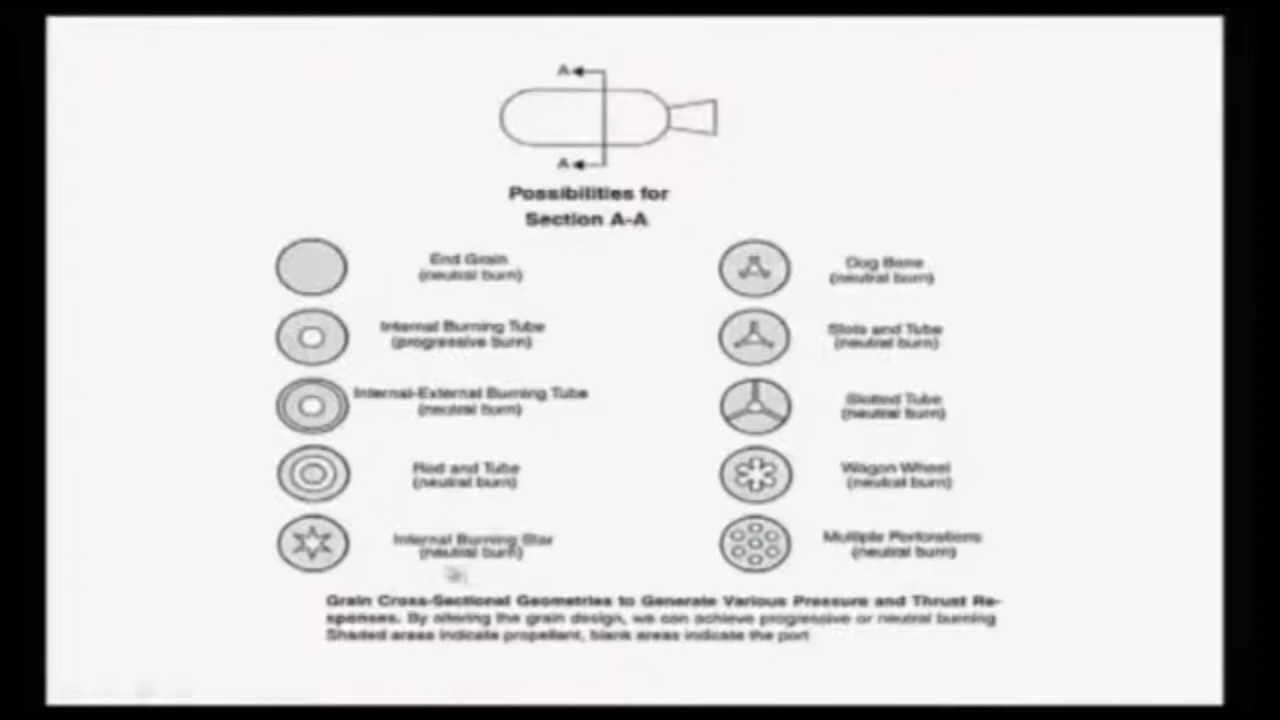 A
A
Possibilities for
Section A-A
End Grain
(neutral burn)
Internal Burning Tube
(progressive burn)
Internal-External Burning Tube
(neutral burn)
Rod and Tube
(neutral burn)
Internal Burning Star
(neutral burn)
Dog Bone
(neutral burn)
Slots and Tube
(neutral burn)
Slotted Tube
(neutral burn)
Wagon Wheel
(neutral burn)
Multiple Perforations
(neutral burn)
Grain Cross-Sectional Geometries to Generate Various Pressure and Thrust Re-
sponses. By altering the grain design, we can achieve progressive or neutral burning
Shaded areas indicate propellant, blank areas indicate the port